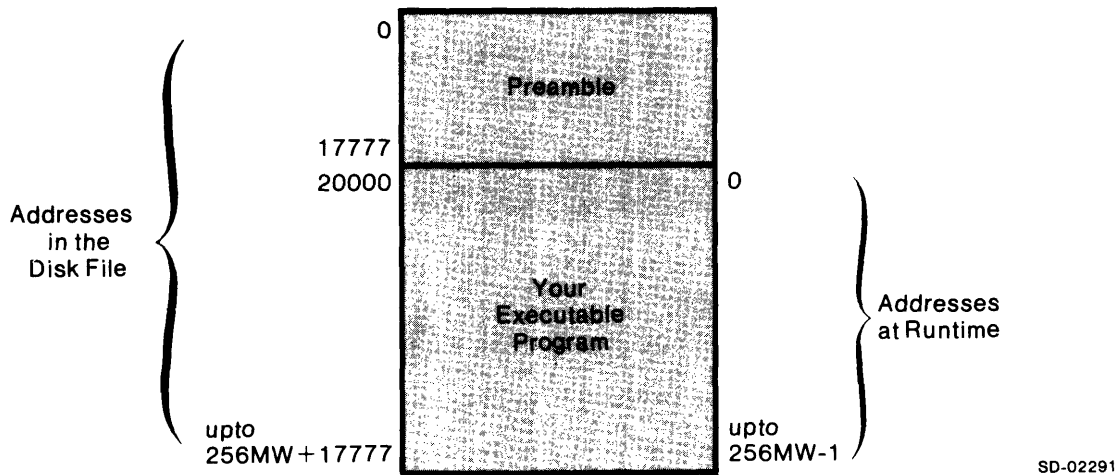 0
Preamble
17777
20000
0
Addresses
in the
Disk File
Your
Executable
Program
Addresses
at Runtime
upto
256MW+17777
upto
256MW-1
SD-02291